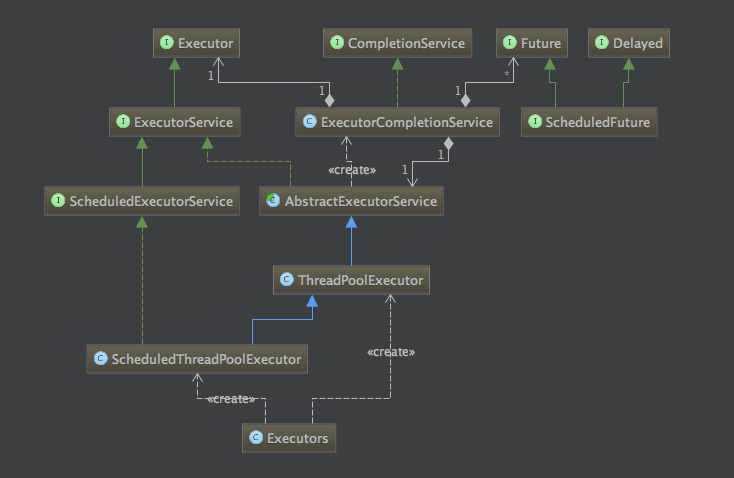 I Executor
I CompletionService
I Future
I Delayed
1
1
1
*
I ExecutorService
C ExecutorCompletionService
I ScheduledFuture
1
«create»
1
I ScheduledExecutorService
C AbstractExecutorService
C ThreadPoolExecutor
«create»
C ScheduledThreadPoolExecutor
«create»
C Executors